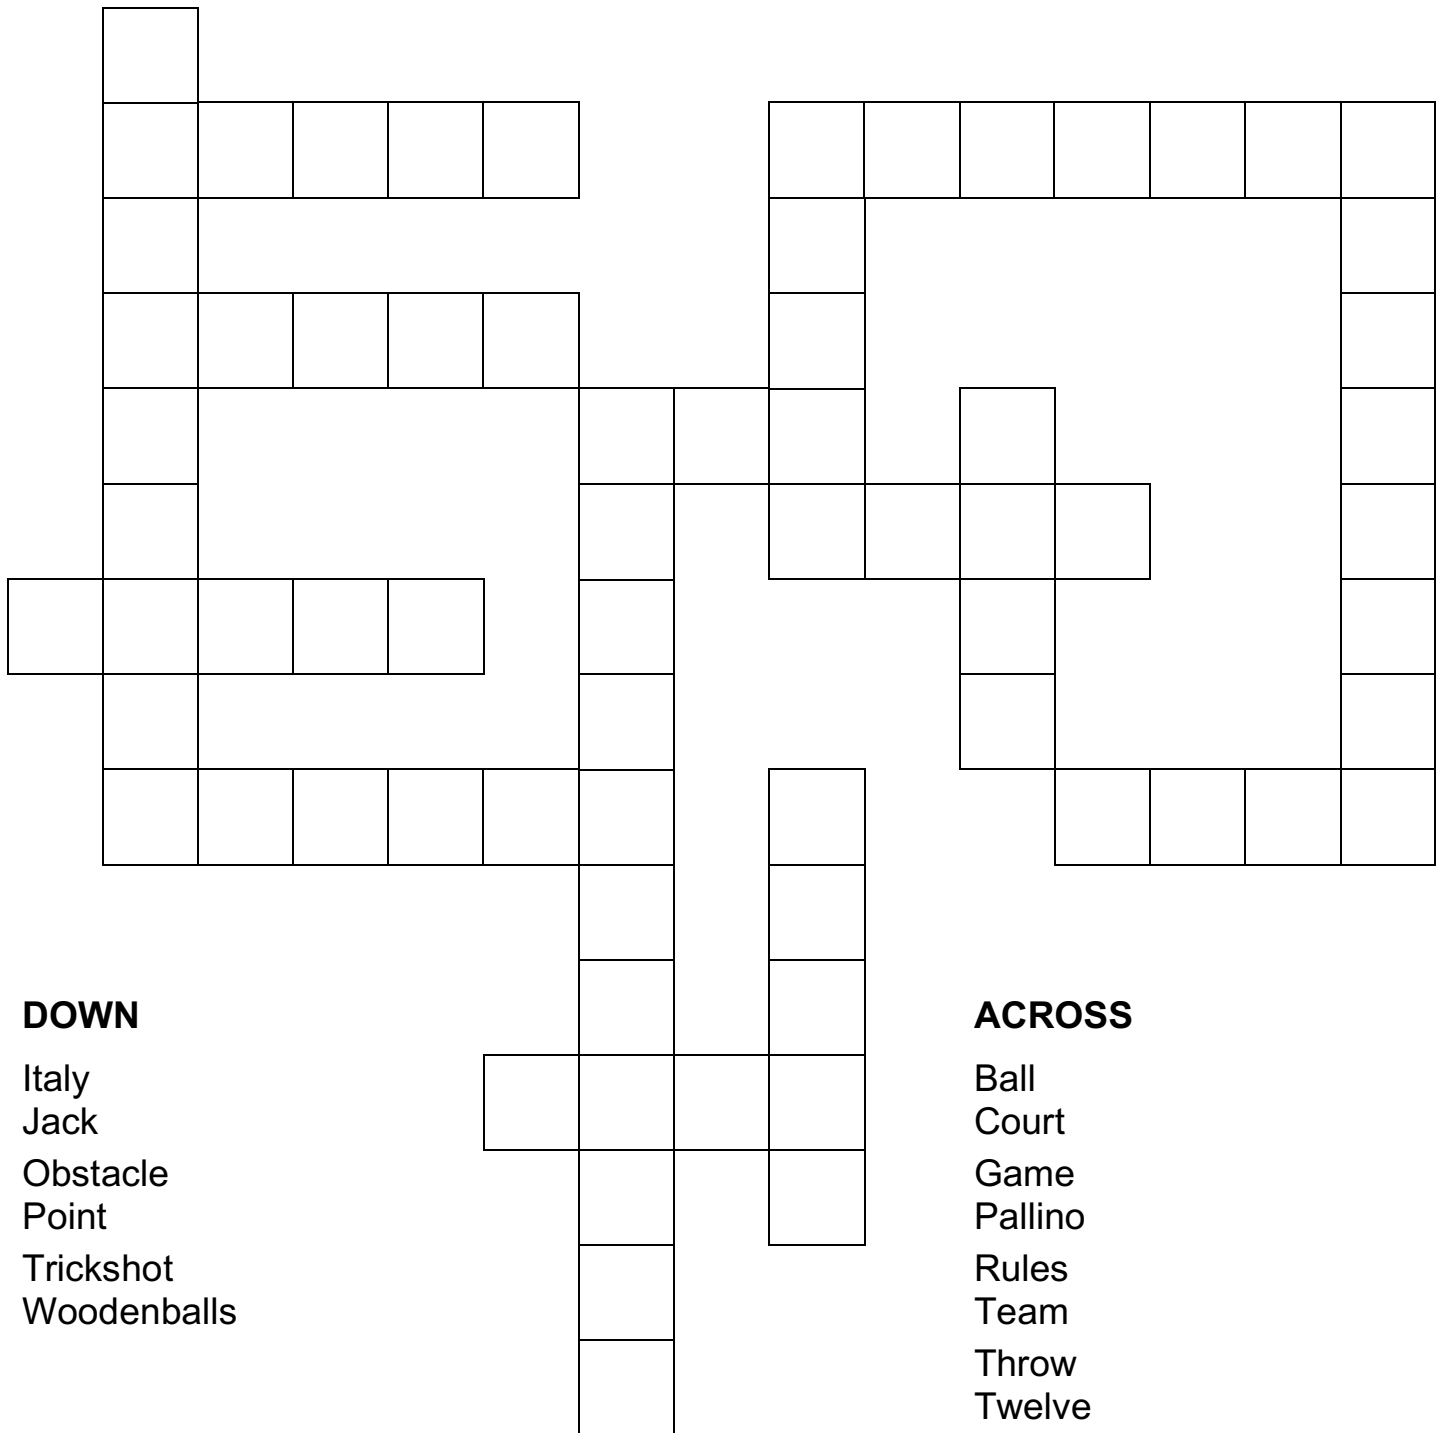 DOWN
Italy
Jack
Obstacle
Point
Trickshot
Woodenballs
ACROSS
Ball
Court
Game
Pallino
Rules
Team
Throw
Twelve